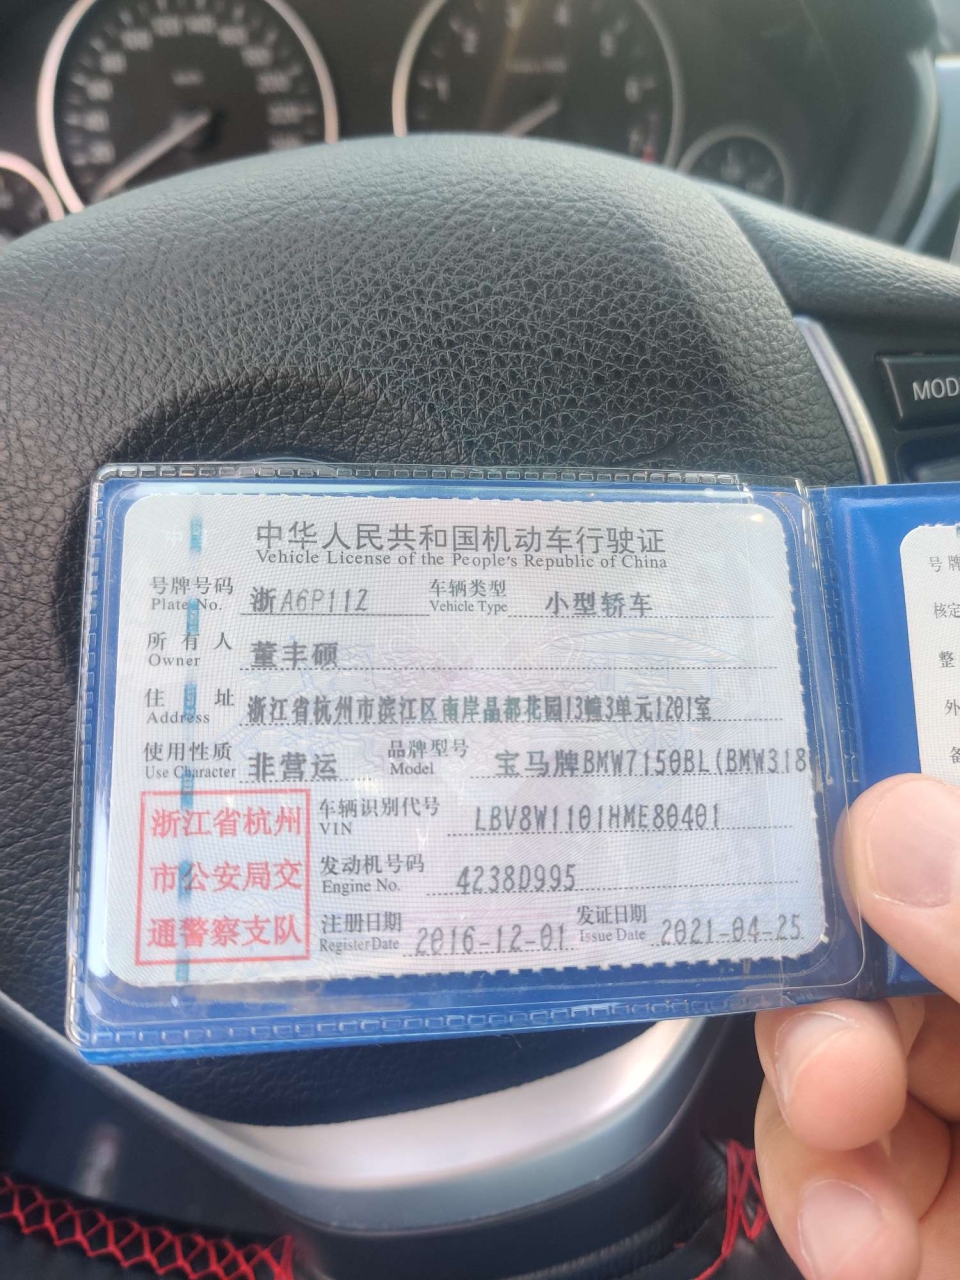 MOD
中华人民共和国机动车行驶证
Vehicle License of the People's Republic of China
号牌号码 浙A6P11Z 车辆类型 小型轿车
Plate No. Vehicle Type
所有人 董丰硕
Owner
住址 浙江省杭州市滨江区南岸晶都花园13幢3单元1201室
Address
使用性质 非营运 品牌型号 宝马牌BMW7150BL(BMW318
Use Character Model
浙江省杭州
市公安局交
通警察支队
车辆识别代号 LBV8W1101HME80401
VIN
发动机号码 4238D995
Engine No.
注册日期 2016-12-01 发证日期 2021-04-25
Register Date Issue Date
号牌
核定
整
外
备